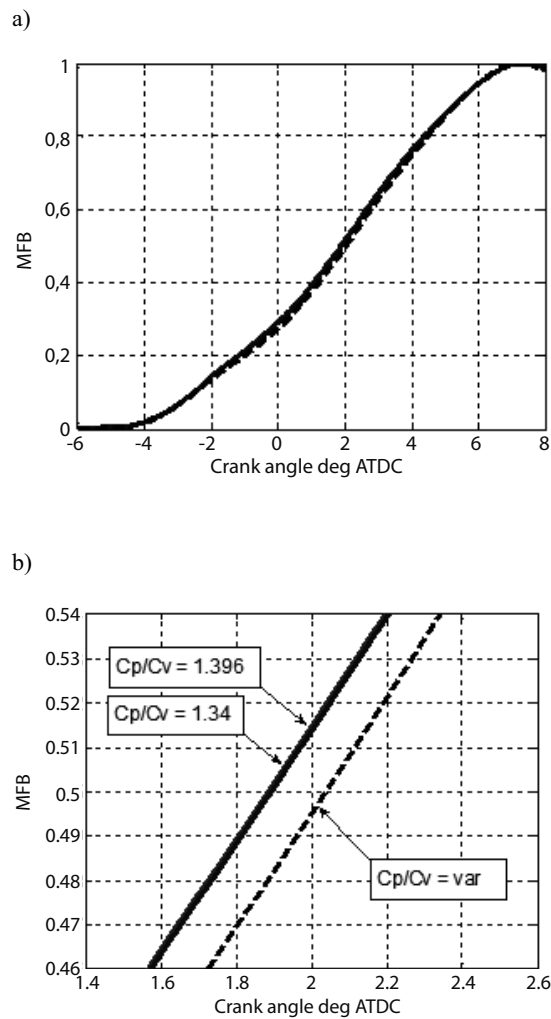 a)
1
0,8
0,6
0,4
0,2
0
MFB
-6 -4 -2 0 2 4 6 8
Crank angle deg ATDC
b)
0.54
0.53
0.52
0.51
0.5
0.49
0.48
0.47
0.46
MFB
Cp/Cv = 1.396
Cp/Cv = 1.34
Cp/Cv = var
1.4 1.6 1.8 2 2.2 2.4 2.6
Crank angle deg ATDC